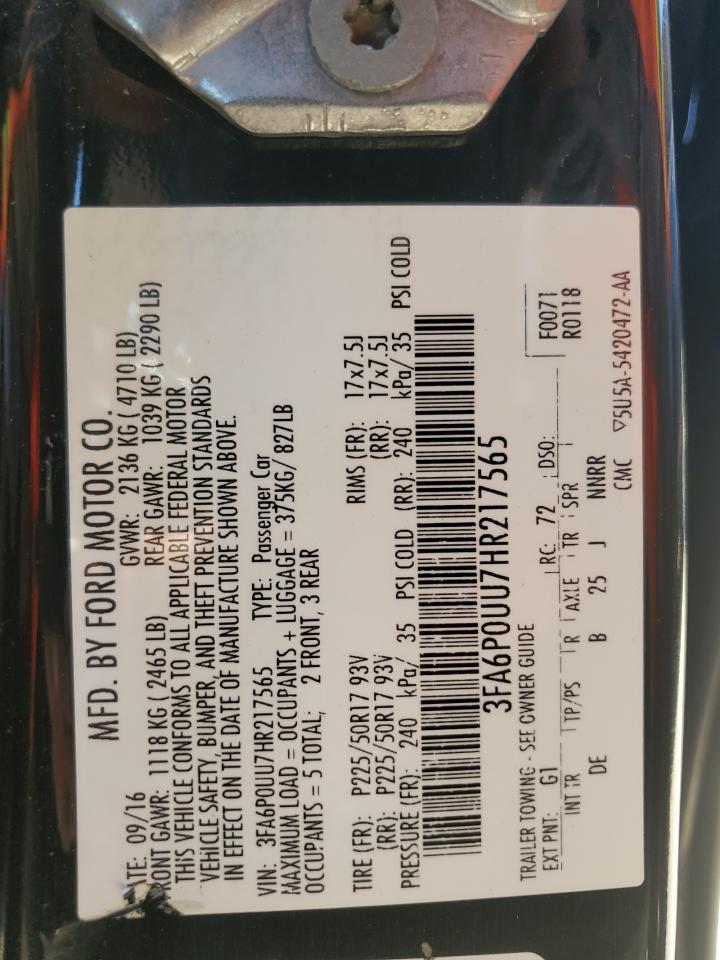 MFD. BY FORD MOTOR CO.
TE: 09/16 GVWR: 2136 KG ( 4710 LB)
RONT GAWR: 1118 KG ( 2465 LB) REAR GAWR: 1039 KG ( 2290 LB)
THIS VEHICLE CONFORMS TO ALL APPLICABLE FEDERAL MOTOR
VEHICLE SAFETY, BUMPER, AND THEFT PREVENTION STANDARDS
IN EFFECT ON THE DATE OF MANUFACTURE SHOWN ABOVE.
VIN: 3FA6P0UU7HR217565 TYPE: Passenger Car
MAXIMUM LOAD = OCCUPANTS + LUGGAGE = 375KG/ 827LB
OCCUPANTS = 5 TOTAL; 2 FRONT, 3 REAR
TIRE (FR): P225/50R17 93V RIMS (FR): 17x7.5J
(RR): P225/50R17 93V (RR): 17x7.5J
PRESSURE (FR): 240 kPa/ 35 PSI COLD (RR): 240 kPa/ 35 PSI COLD
3FA6P0UU7HR217565
TRAILER TOWING - SEE OWNER GUIDE
EXT PNT: G1 RC: 72 DSO: F0071
R0118
INT TR TP/PS R AXLE TR SPR
DE B 25 J NNRR
CMC ▽5U5A-5420472-AA